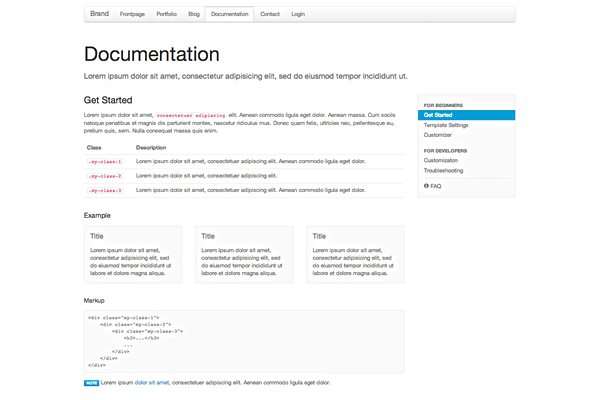 Brand Frontpage Portfolio Blog Documentation Contact Login
Documentation
Lorem ipsum dolor sit amet, consectetur adipisicing elit, sed do eiusmod tempor incididunt ut.
Get Started
Lorem ipsum dolor sit amet, consectetuer adipiscing elit. Aenean commodo ligula eget dolor. Aenean massa. Cum sociis
natoque penatibus et magnis dis parturient montes, nascetur ridiculus mus. Donec quam felis, ultricies nec, pellentesque eu,
pretium quis, sem. Nulla consequat massa quis enim.
Class Description
.my-class-1 Lorem ipsum dolor sit amet, consectetuer adipiscing elit. Aenean commodo ligula eget dolor.
.my-class-2 Lorem ipsum dolor sit amet, consectetuer adipiscing elit.
.my-class-3 Lorem ipsum dolor sit amet, consectetuer adipiscing elit. Aenean commodo ligula eget dolor.
Example
Title
Lorem ipsum dolor sit amet,
consectetur adipisicing elit, sed
do eiusmod tempor incididunt ut
labore et dolore magna aliqua.
Title
Lorem ipsum dolor sit amet,
consectetur adipisicing elit, sed
do eiusmod tempor incididunt ut
labore et dolore magna aliqua.
Title
Lorem ipsum dolor sit amet,
consectetur adipisicing elit, sed
do eiusmod tempor incididunt ut
labore et dolore magna aliqua.
Markup
<div class="my-class-1">
<div class="my-class-2">
<div class="my-class-3">
<h3>...</h3>
...
</div>
</div>
</div>
NOTE Lorem ipsum dolor sit amet, consectetuer adipiscing elit. Aenean commodo ligula eget dolor.
FOR BEGINNERS
Get Started
Template Settings
Customizer
FOR DEVELOPERS
Customizaton
Troubleshooting
FAQ